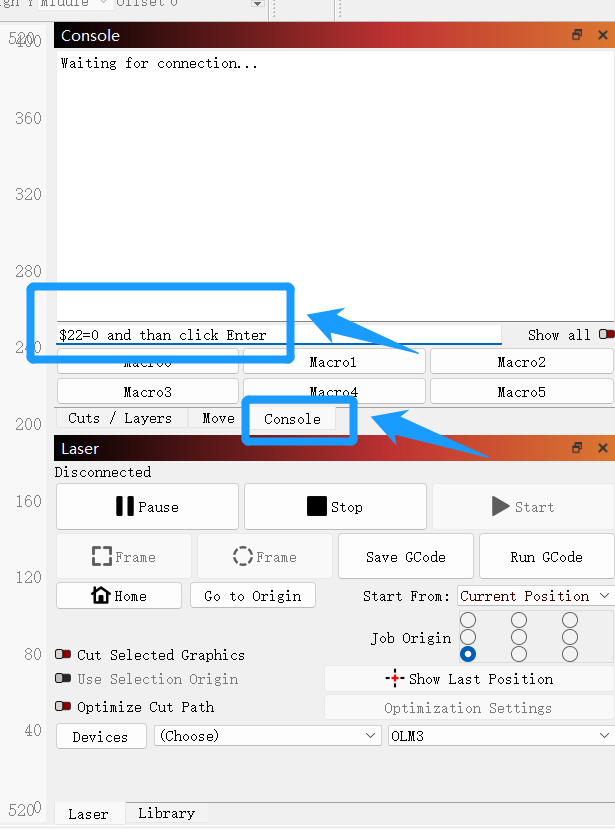 Middle Offset 0
520
400
Console
Waiting for connection...
360
320
280
$22=0 and than click Enter
Show all
240
Macro0 Macro1 Macro2
Macro3 Macro4 Macro5
200
Cuts / Layers Move Console
Laser
Disconnected
160
Pause Stop Start
120
Frame Frame Save GCode Run GCode
Home Go to Origin Start From: Current Position
Job Origin
80
Cut Selected Graphics
Use Selection Origin Show Last Position
Optimize Cut Path Optimization Settings
40
Devices (Choose) OLM3
520
0
Laser Library